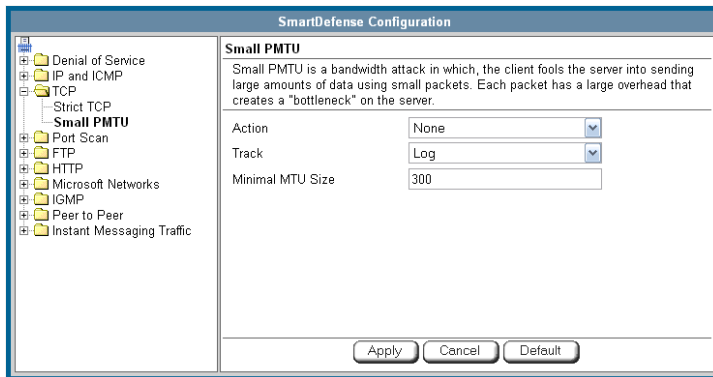 SmartDefense Configuration
Denial of Service
IP and ICMP
TCP
Strict TCP
Small PMTU
Port Scan
FTP
HTTP
Microsoft Networks
IGMP
Peer to Peer
Instant Messaging Traffic
Small PMTU
Small PMTU is a bandwidth attack in which, the client fools the server into sending
large amounts of data using small packets. Each packet has a large overhead that
creates a "bottleneck" on the server.
Action None
Track Log
Minimal MTU Size 300
Apply Cancel Default